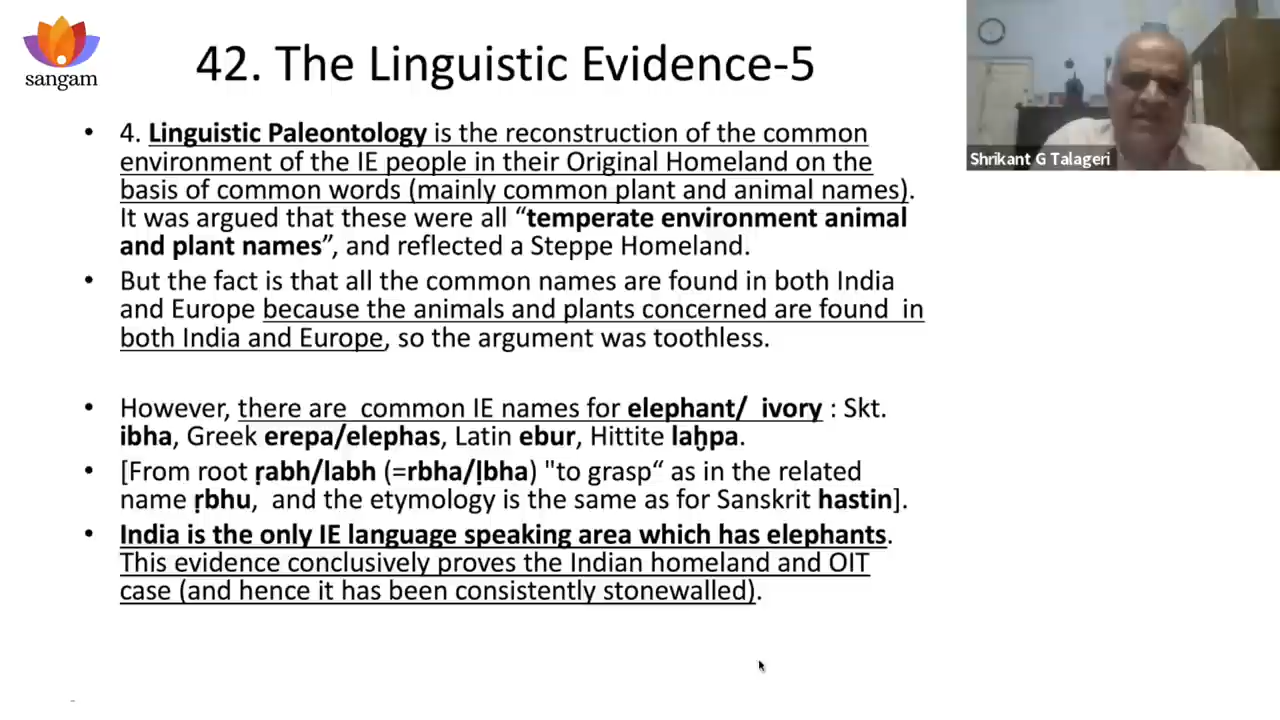 sangam
42. The Linguistic Evidence-5
• 4. Linguistic Paleontology is the reconstruction of the common
environment of the IE people in their Original Homeland on the
basis of common words (mainly common plant and animal names).
It was argued that these were all “temperate environment animal
and plant names”, and reflected a Steppe Homeland.
• But the fact is that all the common names are found in both India
and Europe because the animals and plants concerned are found in
both India and Europe, so the argument was toothless.
• However, there are common IE names for elephant/ ivory : Skt.
ibha, Greek erepa/elephas, Latin ebur, Hittite laḫpa.
• [From root ṛabh/labh (=rbha/ḷbha) "to grasp“ as in the related
name ṛbhu, and the etymology is the same as for Sanskrit hastin].
• India is the only IE language speaking area which has elephants.
This evidence conclusively proves the Indian homeland and OIT
case (and hence it has been consistently stonewalled).
Shrikant G Talageri